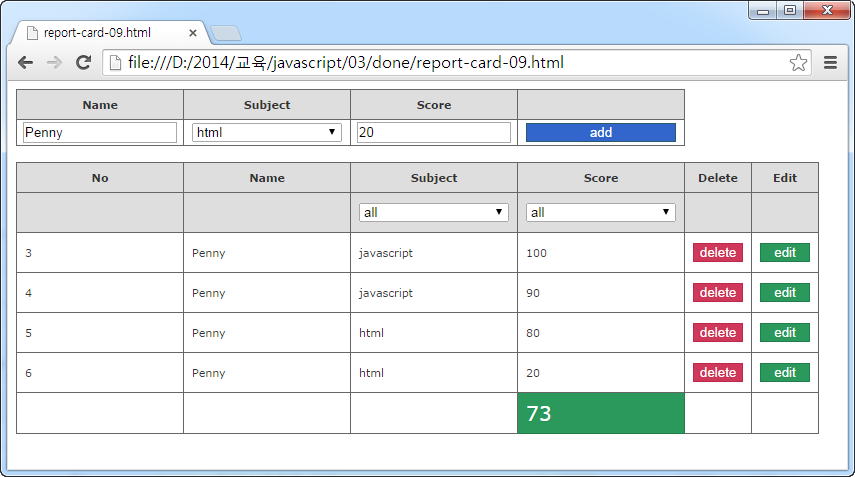 report-card-09.html
file:///D:/2014/교육/javascript/03/done/report-card-09.html
Name Subject Score
Penny html 20 add
No Name Subject Score Delete Edit
all all
3 Penny javascript 100 delete edit
4 Penny javascript 90 delete edit
5 Penny html 80 delete edit
6 Penny html 20 delete edit
73